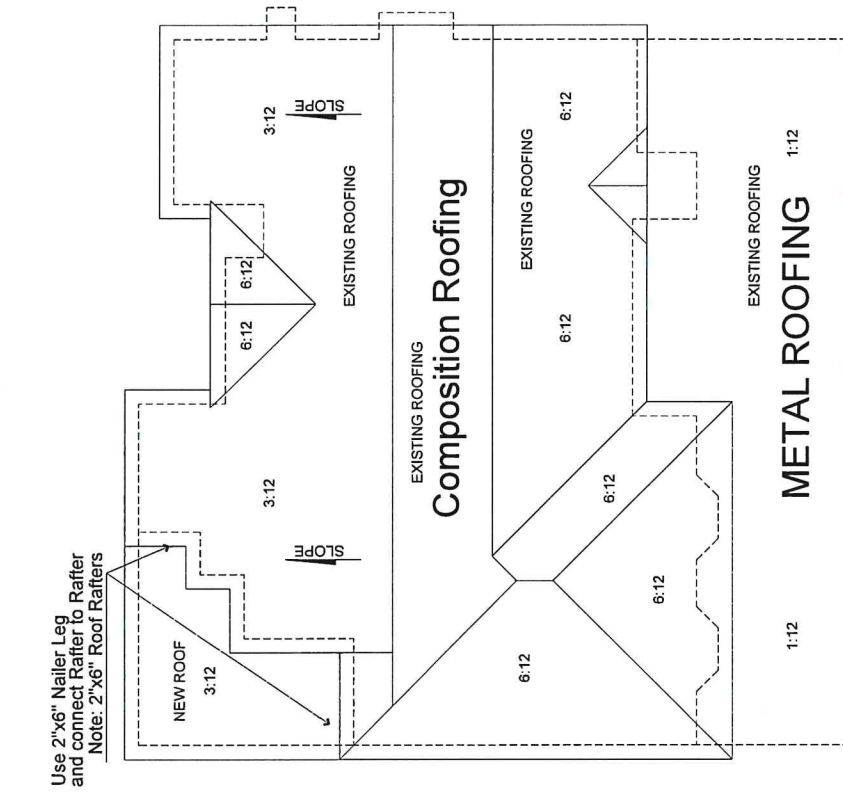 Use 2"x6" Nailer Leg
and connect Rafter to Rafter
Note: 2"x6" Roof Rafters
3:12
SLOPE
6:12
6:12
EXISTING ROOFING
3:12
SLOPE
NEW ROOF
3:12
EXISTING ROOFING
Composition Roofing
6:12
EXISTING ROOFING
6:12
6:12
6:12
6:12
EXISTING ROOFING
1:12
METAL ROOFING
1:12